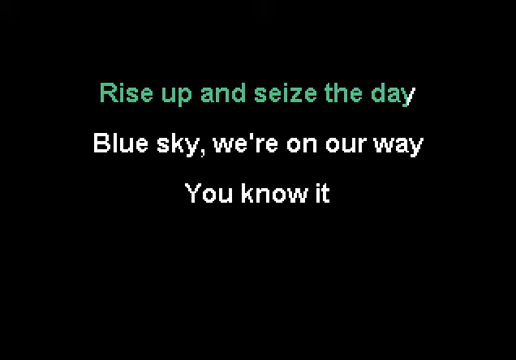 Rise up and seize the day
Blue sky, we're on our way
You know it